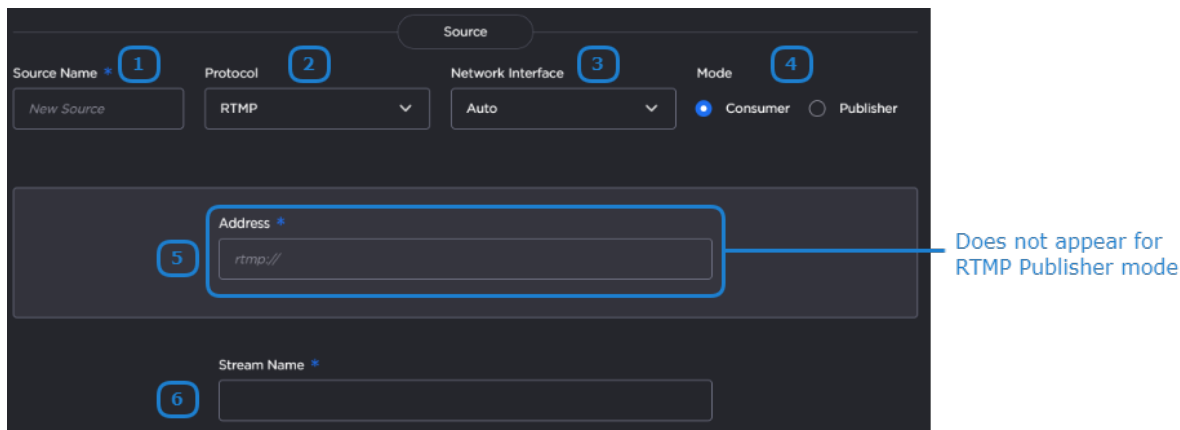 Source
Source Name * 1 Protocol 2 Network Interface 3 Mode 4
New Source RTMP Auto Consumer Publisher
Address *
5 rtmp://
Does not appear for
RTMP Publisher mode
Stream Name *
6